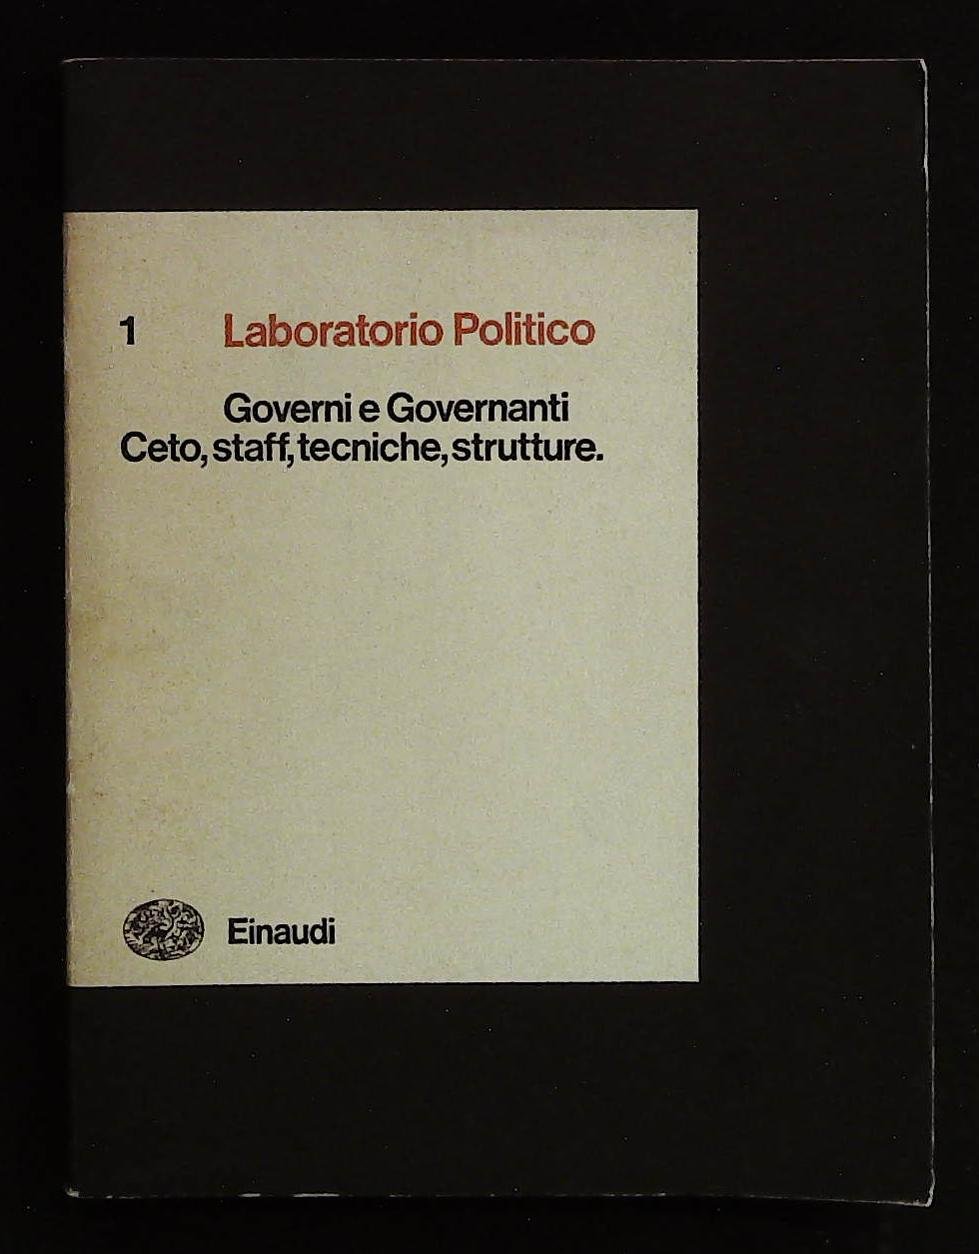 1 Laboratorio Politico
Governi e Governanti
Ceto, staff, tecniche, strutture.
Einaudi